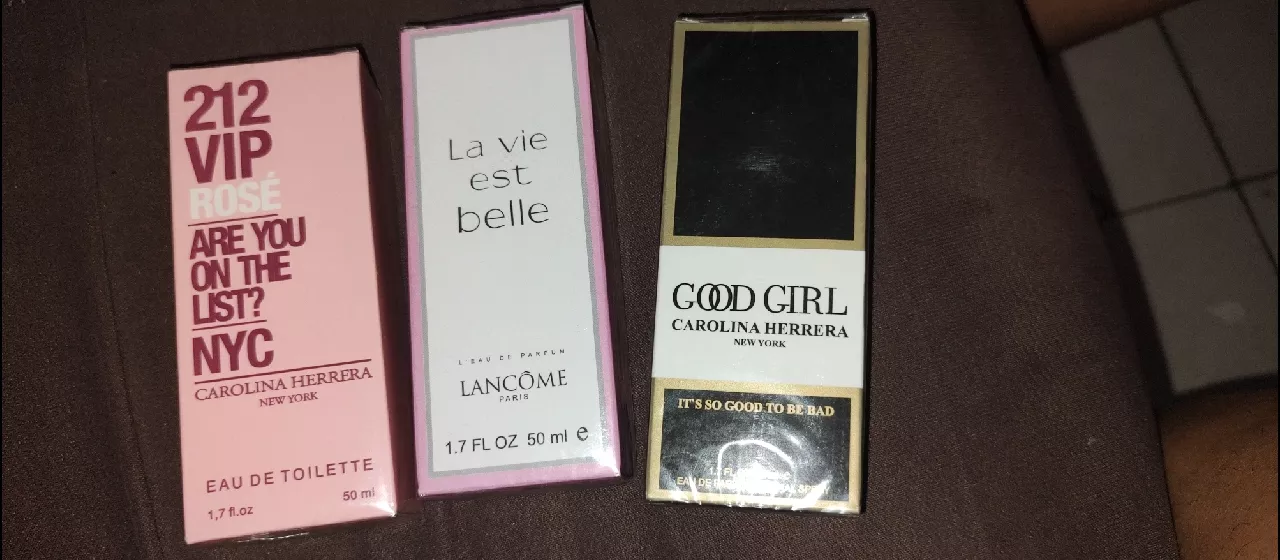 212
VIP
ROSÉ
ARE YOU
ON THE
LIST?
NYC
CAROLINA HERRERA
NEW YORK
EAU DE TOILETTE
50 ml
1,7 fl.oz
La vie
est
belle
L'EAU DE PARFUM
LANCÔME
PARIS
1.7 FL OZ 50 ml e
GOOD GIRL
CAROLINA HERRERA
NEW YORK
IT'S SO GOOD TO BE BAD
EAU DE